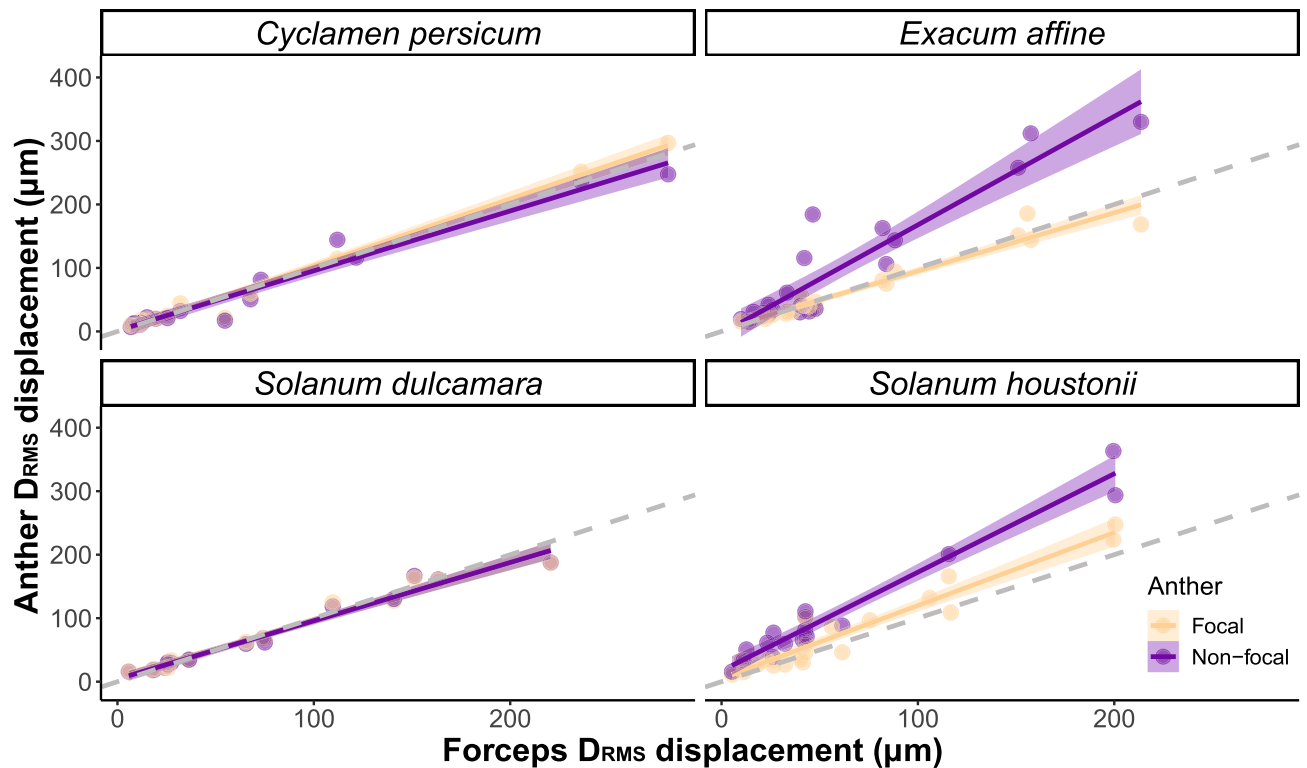 Cyclamen persicum
Exacum affine
400
300
200
100
0
Solanum dulcamara
Solanum houstonii
400
300
200
100
0
Anther DRMS displacement (μm)
Anther
Focal
Non−focal
0
100
200
0
100
200
Forceps DRMS displacement (μm)